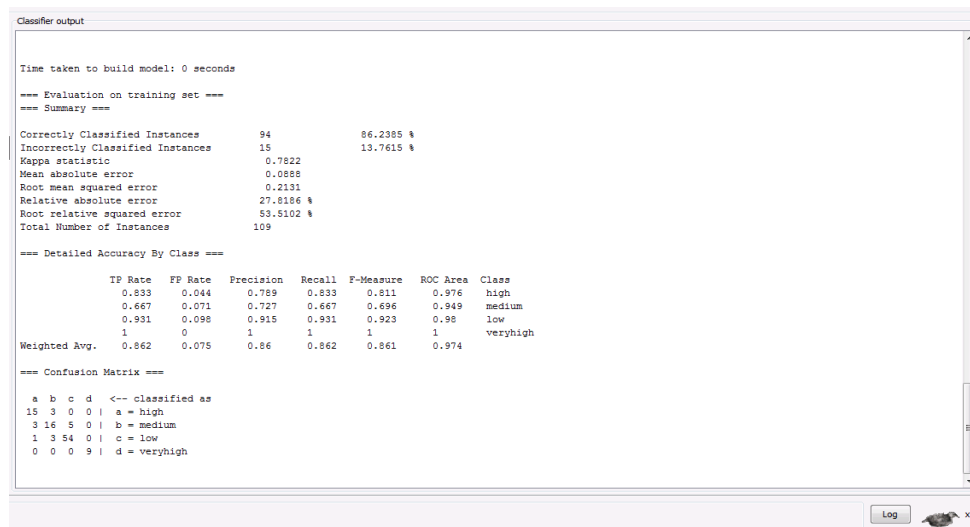 Classifier output
Time taken to build model: 0 seconds
=== Evaluation on training set ===
=== Summary ===
Correctly Classified Instances 94 86.2385 %
Incorrectly Classified Instances 15 13.7615 %
Kappa statistic 0.7822
Mean absolute error 0.0888
Root mean squared error 0.2131
Relative absolute error 27.8186 %
Root relative squared error 53.5102 %
Total Number of Instances 109
=== Detailed Accuracy By Class ===
TP Rate FP Rate Precision Recall F-Measure ROC Area Class
0.833 0.044 0.789 0.833 0.811 0.976 high
0.667 0.071 0.727 0.667 0.696 0.949 medium
0.931 0.098 0.915 0.931 0.923 0.98 low
1 0 1 1 1 1 veryhigh
Weighted Avg. 0.862 0.075 0.86 0.862 0.861 0.974
=== Confusion Matrix ===
a b c d <-- classified as
15 3 0 0 | a = high
3 16 5 0 | b = medium
1 3 54 0 | c = low
0 0 0 9 | d = veryhigh
Log
x